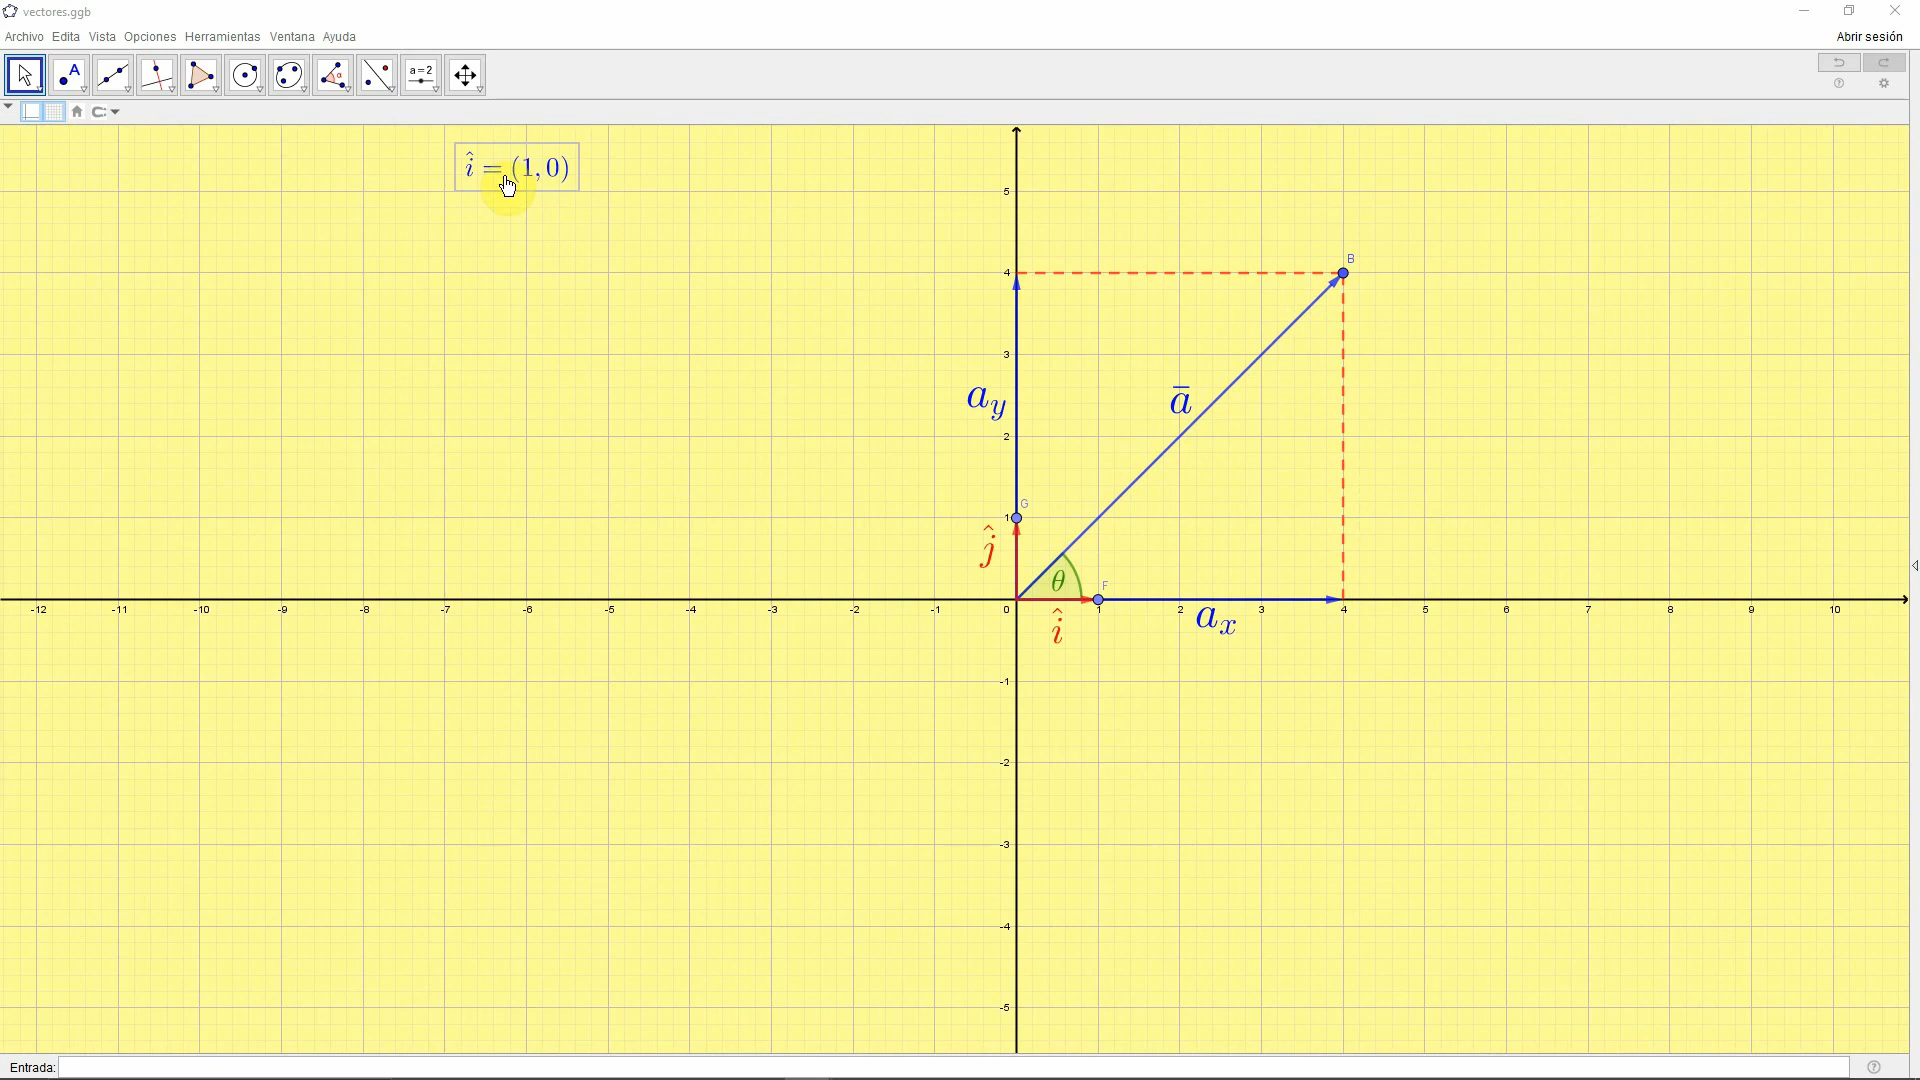 vectores.ggb
Archivo Edita Vista Opciones Herramientas Ventana Ayuda
Abrir sesión
A
α
a=2
î = (1, 0)
5
B
4
3
a_y
a̅
2
G
1
ĵ
θ
F
-12 -11 -10 -9 -8 -7 -6 -5 -4 -3 -2 -1 0 1 2 3 4 5 6 7 8 9 10
î
a_x
-1
-2
-3
-4
-5
Entrada: